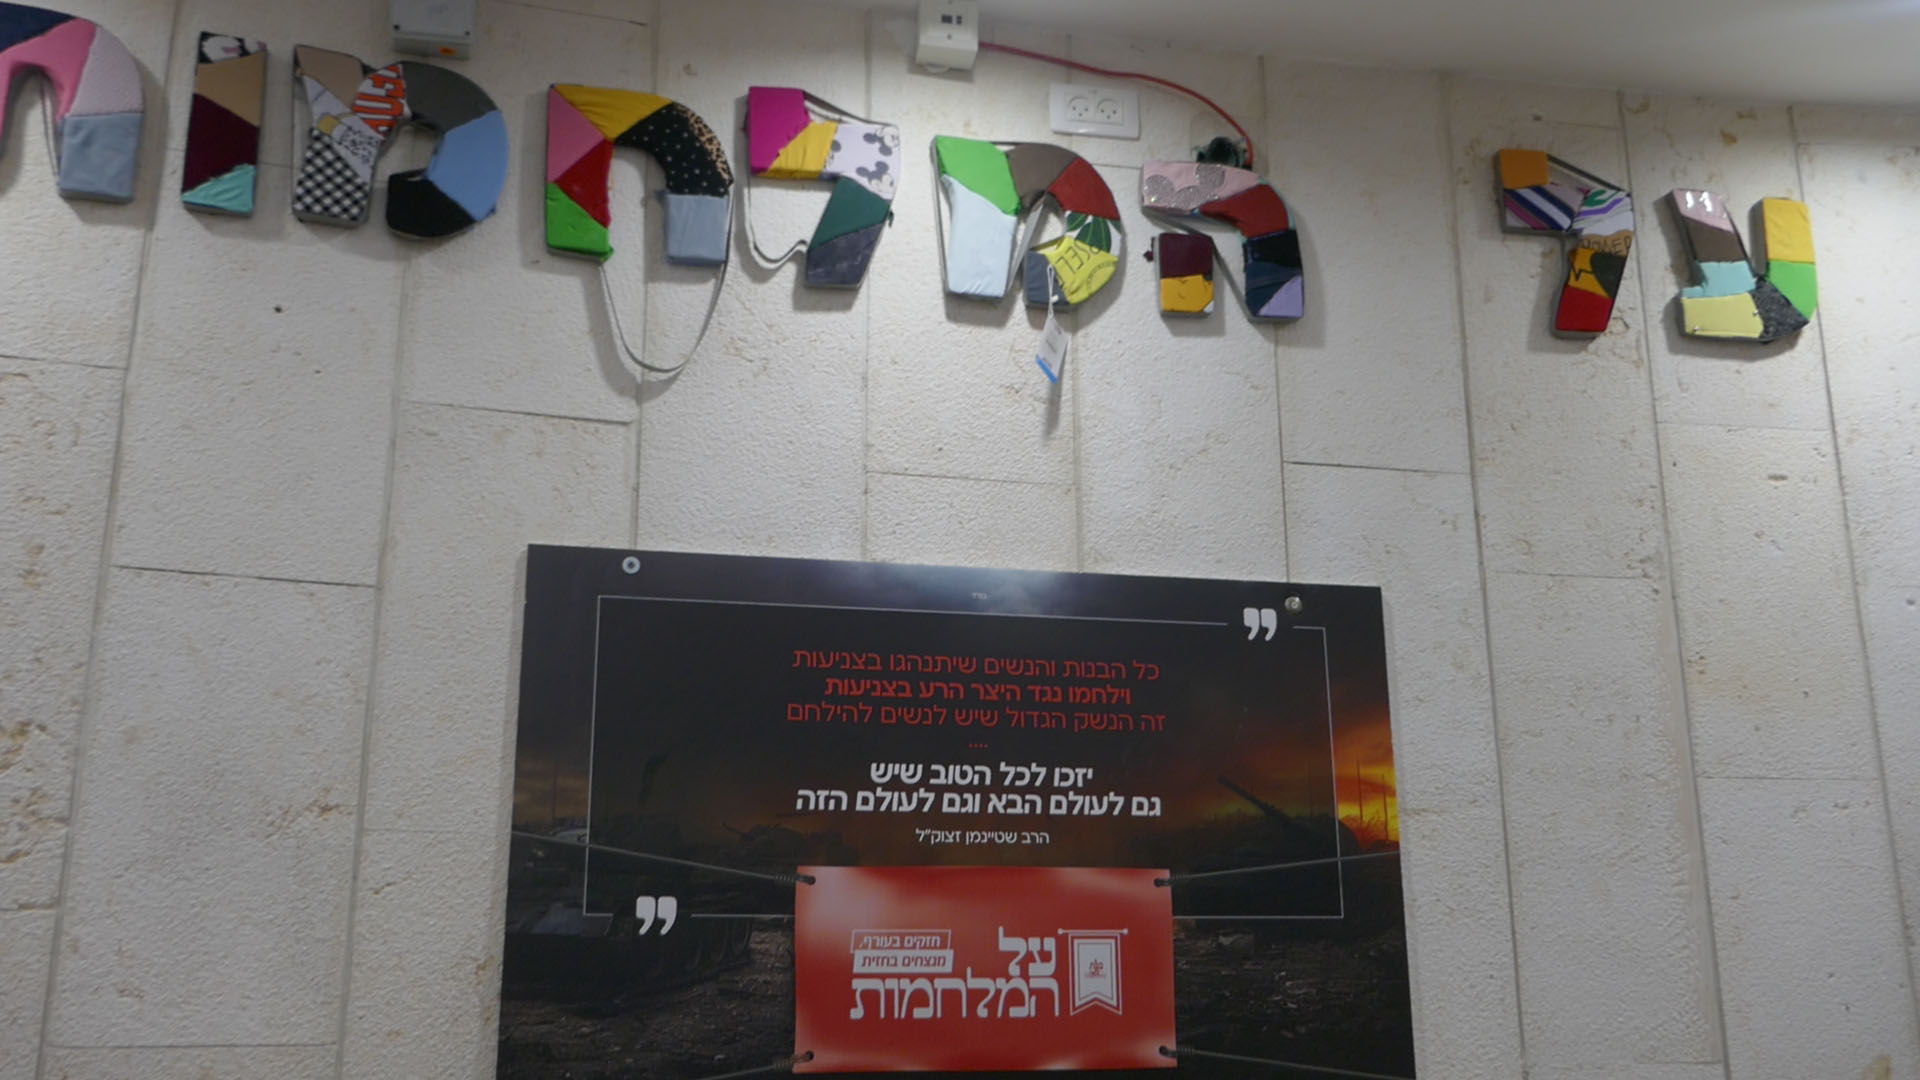 על המלחמות
בס"ד
כל הבנות והנשים שיתנהגו בצניעות
וילחמו נגד היצר הרע בצניעות
זה הנשק הגדול שיש לנשים להילחם
....
יזכו לכל הטוב שיש
גם לעולם הבא וגם לעולם הזה
הרב שטיינמן זצוק"ל
על
המלחמות
חזקים בעורף,
מנצחים בחזית